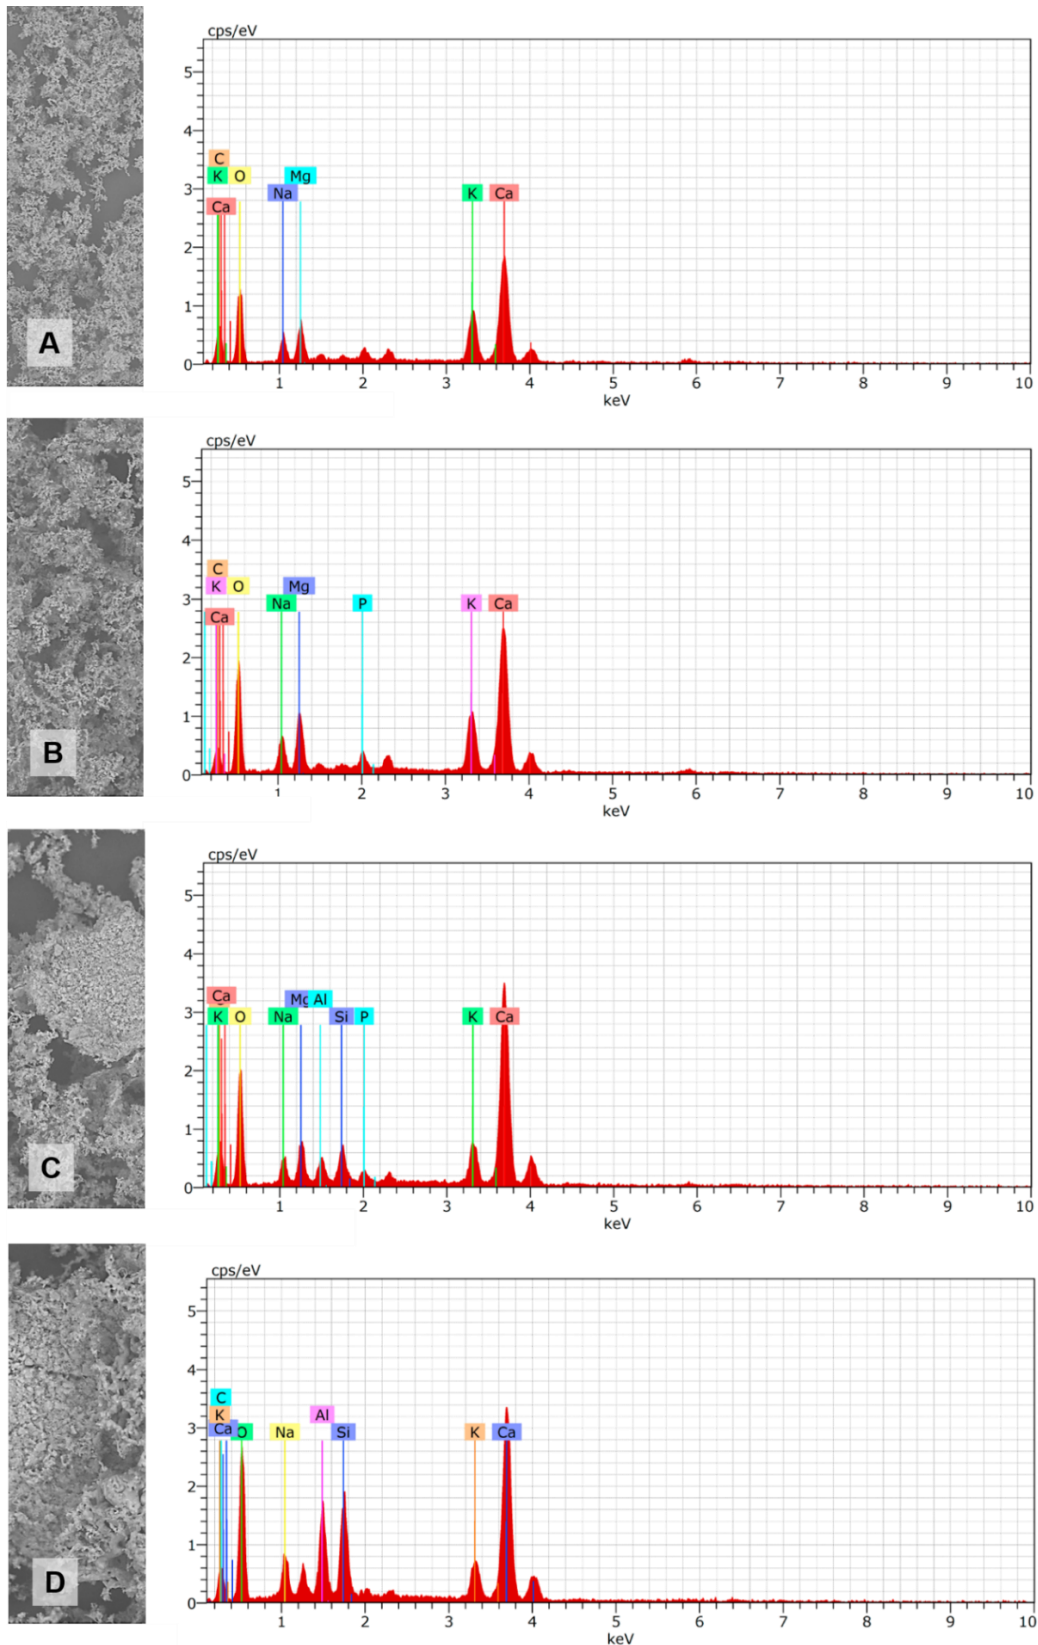 cps/eV
5
4
C
K O Mg
3
Na K Ca
Ca
2
1
A
0
1 2 3 4 5 6 7 8 9 10
keV
cps/eV
5
4
C
K O Mg
3
Na P K Ca
Ca
2
1
B
0
1 2 3 4 5 6 7 8 9 10
keV
cps/eV
5
4
Ca Mg Al
3
K O Na Si P K Ca
2
1
C
0
1 2 3 4 5 6 7 8 9 10
keV
cps/eV
5
4
C
K Al
3
Ca O Na Si K Ca
2
1
D
0
1 2 3 4 5 6 7 8 9 10
keV